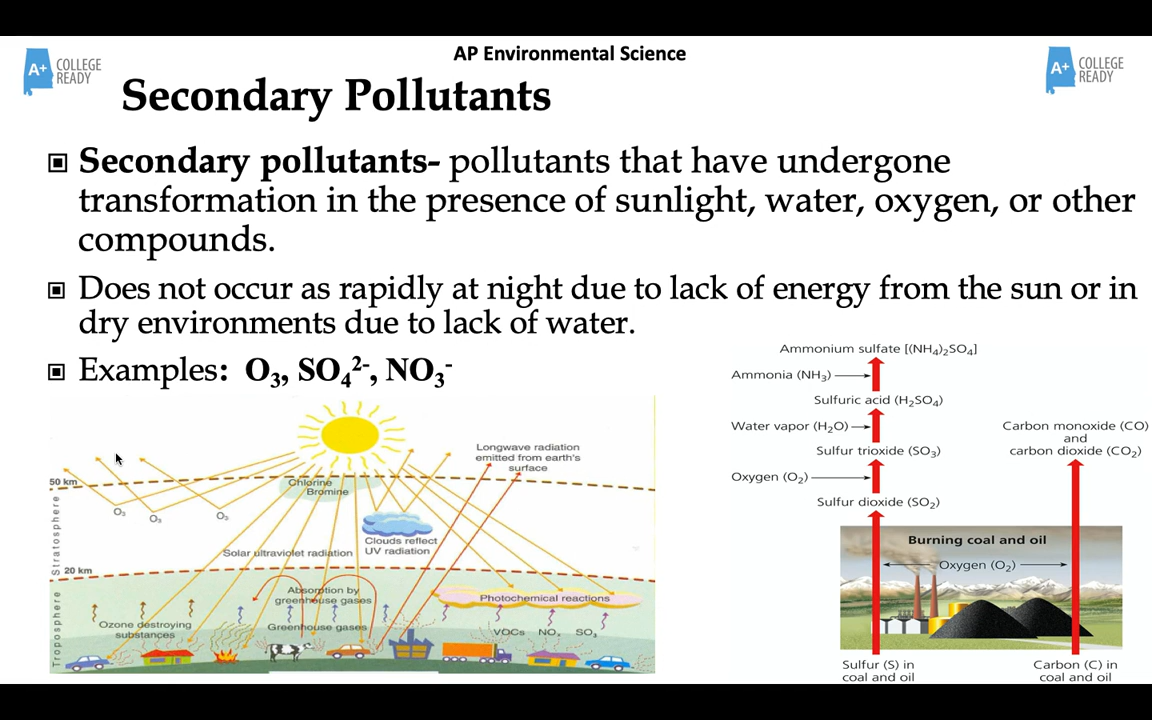 AP Environmental Science
A+ COLLEGE READY
A+ COLLEGE READY
Secondary Pollutants
Secondary pollutants- pollutants that have undergone
transformation in the presence of sunlight, water, oxygen, or other
compounds.
Does not occur as rapidly at night due to lack of energy from the sun or in
dry environments due to lack of water.
Examples: O₃, SO₄²⁻, NO₃⁻
Longwave radiation
emitted from earth's
surface
50 km
Chlorine
Bromine
O₃
O₃
O₃
Stratosphere
Clouds reflect
UV radiation
Solar ultraviolet radiation
20 km
Absorption by
greenhouse gases
Photochemical reactions
Ozone destroying
substances
Greenhouse gases
VOCs NOₓ SO₂
Troposphere
Ammonium sulfate [(NH₄)₂SO₄]
Ammonia (NH₃)
Sulfuric acid (H₂SO₄)
Water vapor (H₂O)
Sulfur trioxide (SO₃)
Oxygen (O₂)
Sulfur dioxide (SO₂)
Carbon monoxide (CO)
and
carbon dioxide (CO₂)
Burning coal and oil
Oxygen (O₂)
Sulfur (S) in
coal and oil
Carbon (C) in
coal and oil